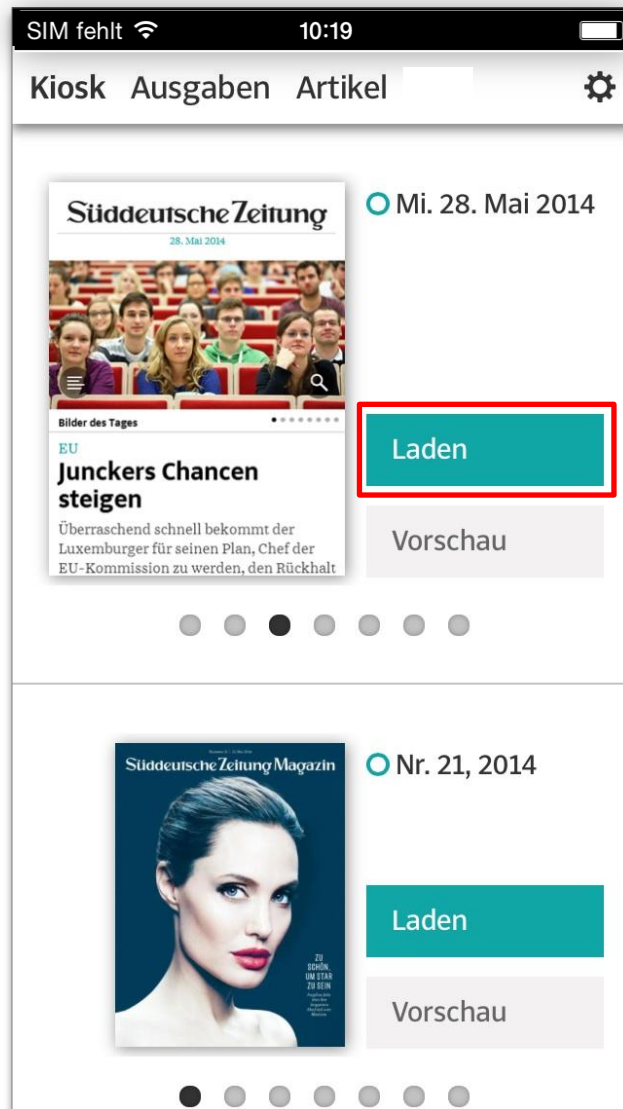 SIM fehlt
10:19
Kiosk Ausgaben Artikel
Süddeutsche Zeitung
28. Mai 2014
Bilder des Tages
EU
Junckers Chancen
steigen
Überraschend schnell bekommt der
Luxemburger für seinen Plan, Chef der
EU-Kommission zu werden, den Rückhalt
Mi. 28. Mai 2014
Laden
Vorschau
Süddeutsche Zeitung Magazin
ZU
SCHÖN,
UM STAR
ZU SEIN
Nr. 21, 2014
Laden
Vorschau